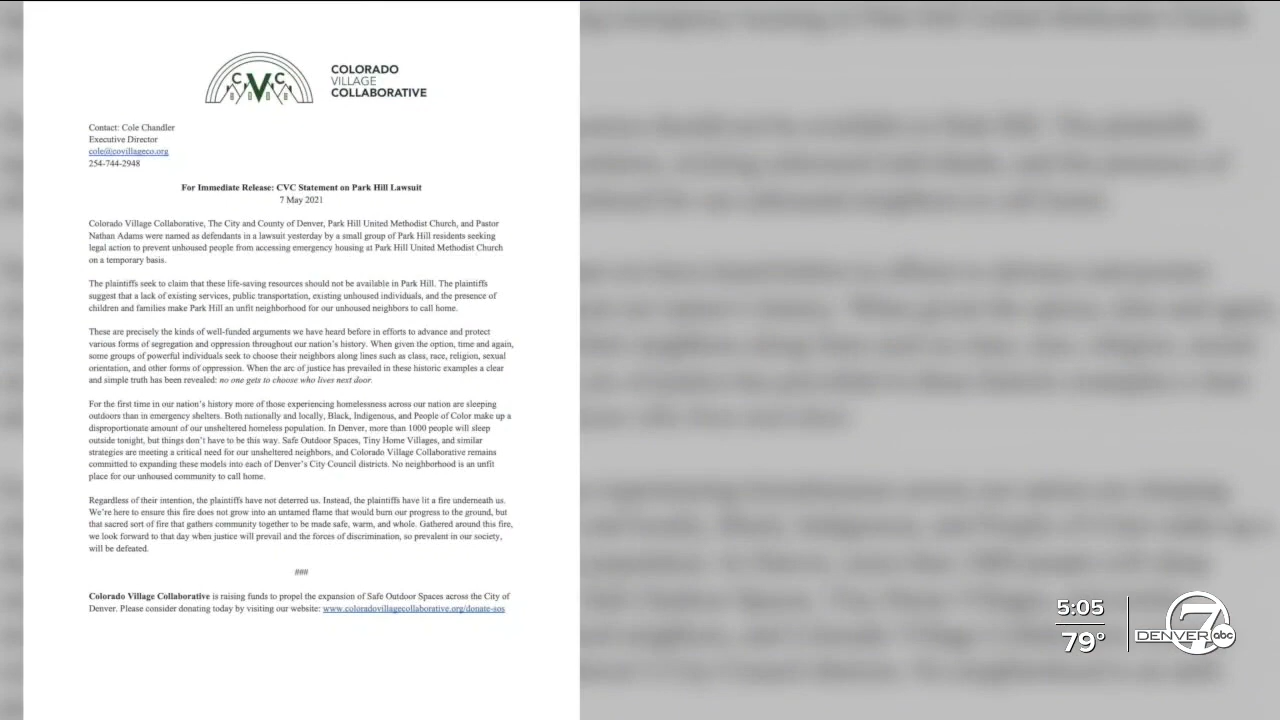 CVC
COLORADO
VILLAGE
COLLABORATIVE
Contact: Cole Chandler
Executive Director
cole@covillageco.org
254-744-2948
For Immediate Release: CVC Statement on Park Hill Lawsuit
7 May 2021
Colorado Village Collaborative, The City and County of Denver, Park Hill United Methodist Church, and Pastor
Nathan Adams were named as defendants in a lawsuit yesterday by a small group of Park Hill residents seeking
legal action to prevent unhoused people from accessing emergency housing at Park Hill United Methodist Church
on a temporary basis.
The plaintiffs seek to claim that these life-saving resources should not be available in Park Hill. The plaintiffs
suggest that a lack of existing services, public transportation, existing unhoused individuals, and the presence of
children and families make Park Hill an unfit neighborhood for our unhoused neighbors to call home.
These are precisely the kinds of well-funded arguments we have heard before in efforts to advance and protect
various forms of segregation and oppression throughout our nation's history. When given the option, time and again,
some groups of powerful individuals seek to choose their neighbors along lines such as class, race, religion, sexual
orientation, and other forms of oppression. When the arc of justice has prevailed in these historic examples a clear
and simple truth has been revealed: no one gets to choose who lives next door.
For the first time in our nation's history more of those experiencing homelessness across our nation are sleeping
outdoors than in emergency shelters. Both nationally and locally, Black, Indigenous, and People of Color make up a
disproportionate amount of our unsheltered homeless population. In Denver, more than 1000 people will sleep
outside tonight, but things don't have to be this way. Safe Outdoor Spaces, Tiny Home Villages, and similar
strategies are meeting a critical need for our unsheltered neighbors, and Colorado Village Collaborative remains
committed to expanding these models into each of Denver's City Council districts. No neighborhood is an unfit
place for our unhoused community to call home.
Regardless of their intention, the plaintiffs have not deterred us. Instead, the plaintiffs have lit a fire underneath us.
We're here to ensure this fire does not grow into an untamed flame that would burn our progress to the ground, but
that sacred sort of fire that gathers community together to be made safe, warm, and whole. Gathered around this fire,
we look forward to that day when justice will prevail and the forces of discrimination, so prevalent in our society,
will be defeated.
###
Colorado Village Collaborative is raising funds to propel the expansion of Safe Outdoor Spaces across the City of
Denver. Please consider donating today by visiting our website: www.coloradovillagecollaborative.org/donate-sos
5:05
79°
DENVER 7 abc